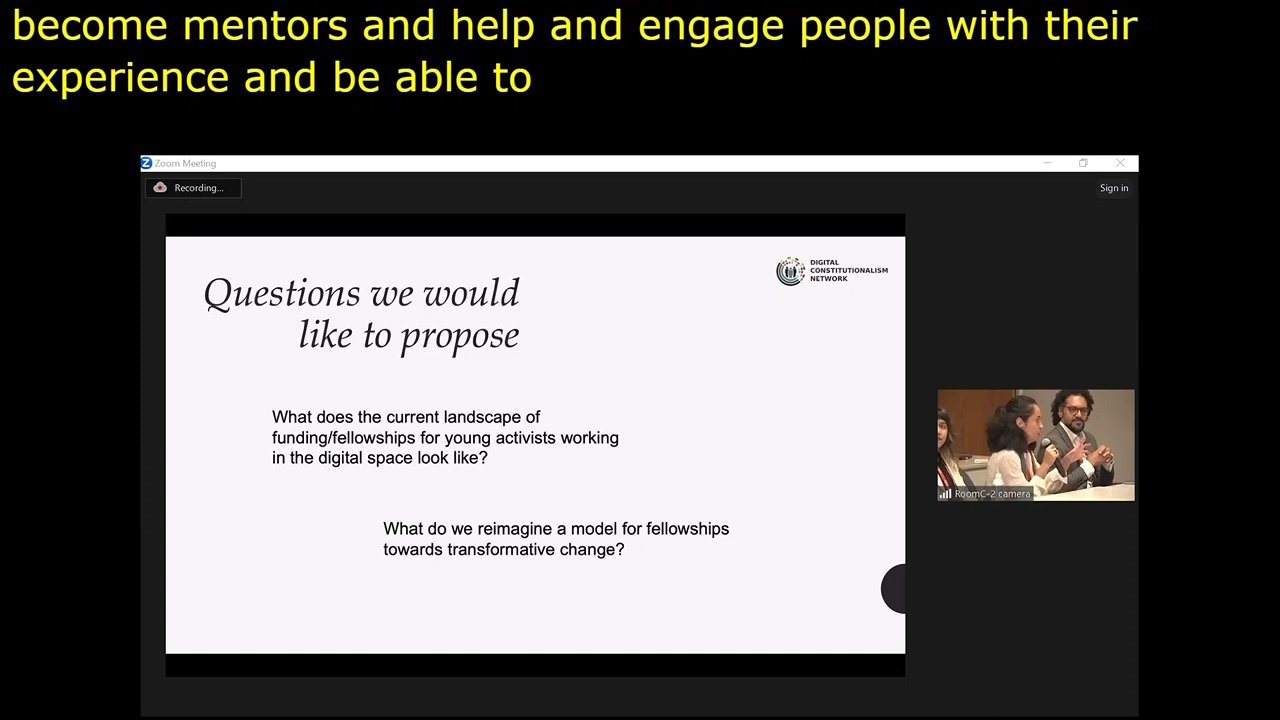 become mentors and help and engage people with their
experience and be able to
Zoom Meeting
Recording...
Sign in
DIGITAL
CONSTITUTIONALISM
NETWORK
Questions we would
like to propose
What does the current landscape of
funding/fellowships for young activists working
in the digital space look like?
What do we reimagine a model for fellowships
towards transformative change?
RoomC-2 camera